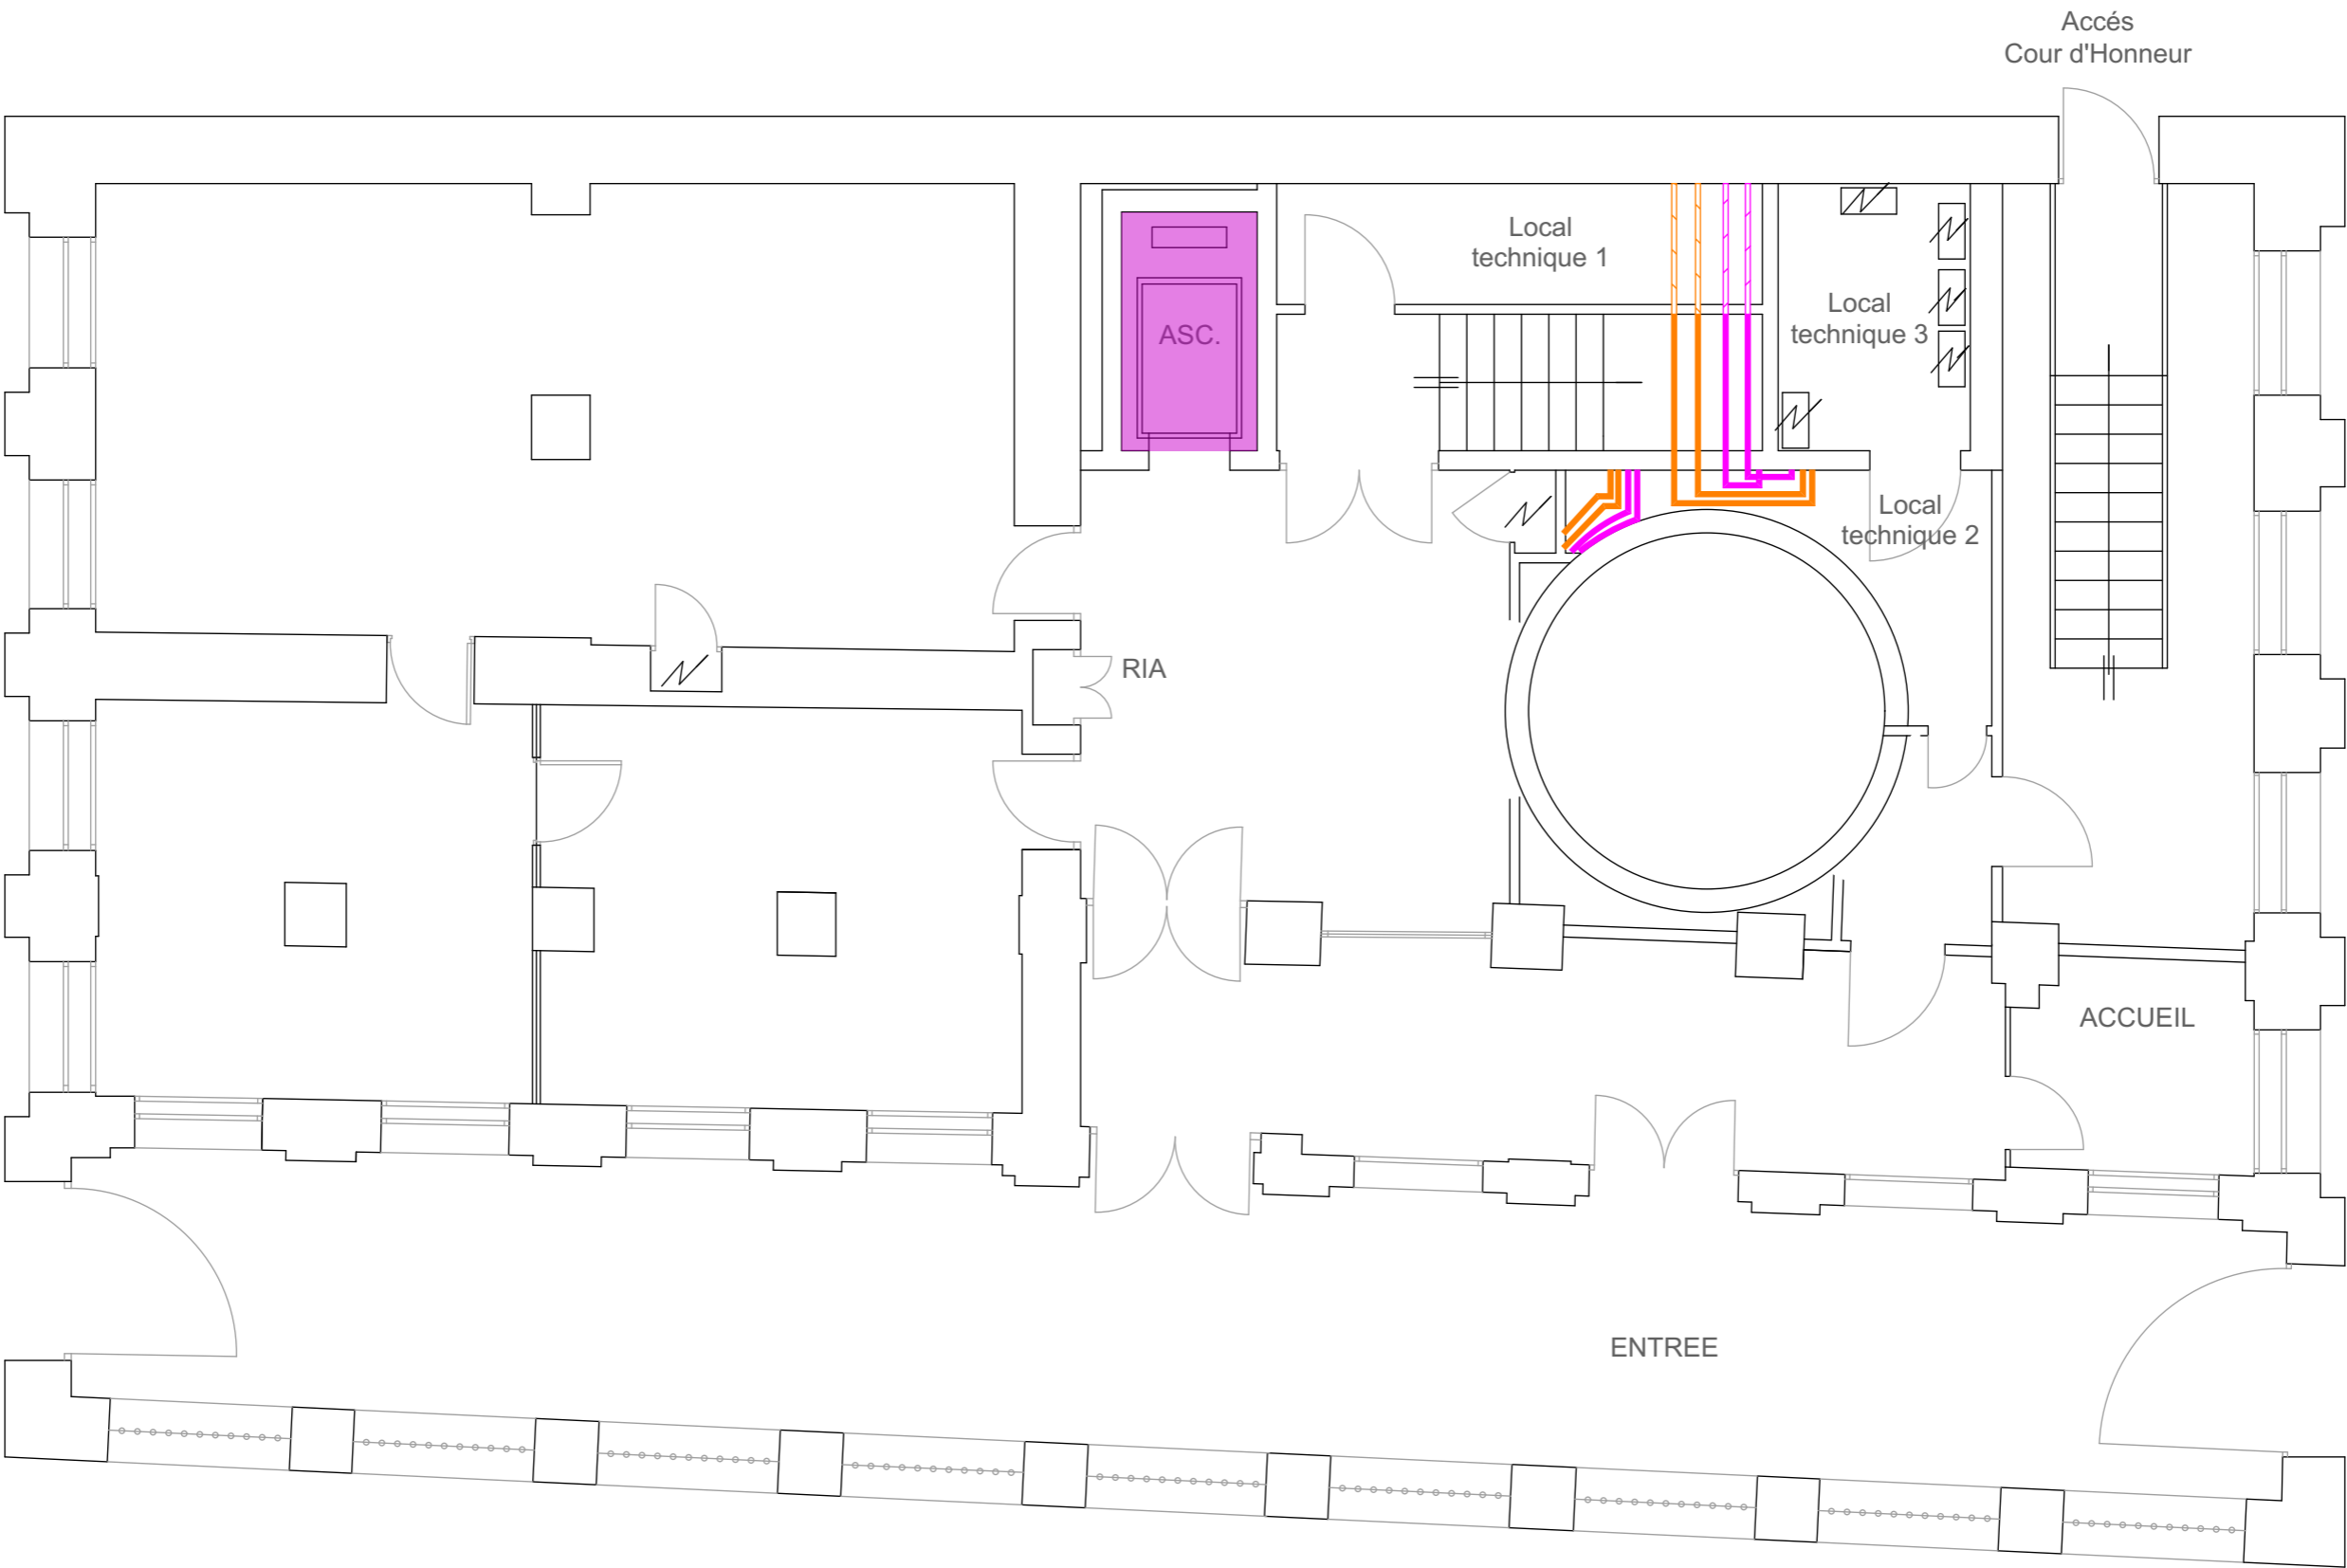 Accés
Cour d'Honneur
Local
technique 1
Local
technique 3
ASC.
Local
technique 2
RIA
ACCUEIL
ENTREE